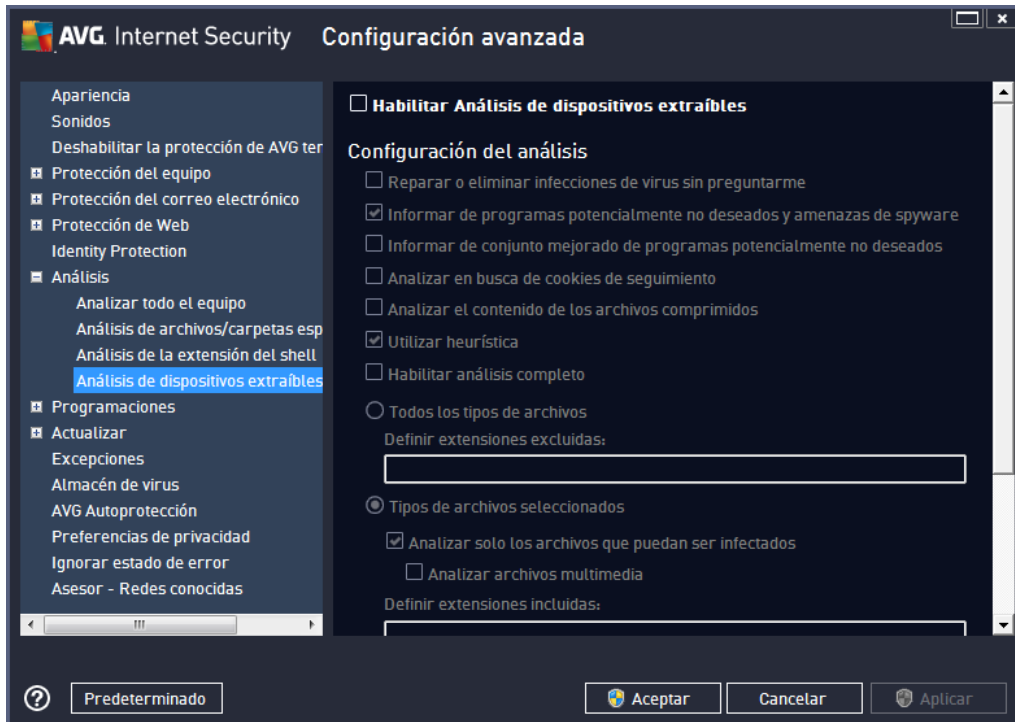 AVG. Internet Security Configuración avanzada
Apariencia
Sonidos
Deshabilitar la protección de AVG ter
Protección del equipo
Protección del correo electrónico
Protección de Web
Identity Protection
Análisis
Analizar todo el equipo
Análisis de archivos/carpetas esp
Análisis de la extensión del shell
Análisis de dispositivos extraíbles
Programaciones
Actualizar
Excepciones
Almacén de virus
AVG Autoprotección
Preferencias de privacidad
Ignorar estado de error
Asesor - Redes conocidas
Habilitar Análisis de dispositivos extraíbles
Configuración del análisis
Reparar o eliminar infecciones de virus sin preguntarme
Informar de programas potencialmente no deseados y amenazas de spyware
Informar de conjunto mejorado de programas potencialmente no deseados
Analizar en busca de cookies de seguimiento
Analizar el contenido de los archivos comprimidos
Utilizar heurística
Habilitar análisis completo
Todos los tipos de archivos
Definir extensiones excluidas:
Tipos de archivos seleccionados
Analizar solo los archivos que puedan ser infectados
Analizar archivos multimedia
Definir extensiones incluidas:
? Predeterminado Aceptar Cancelar Aplicar